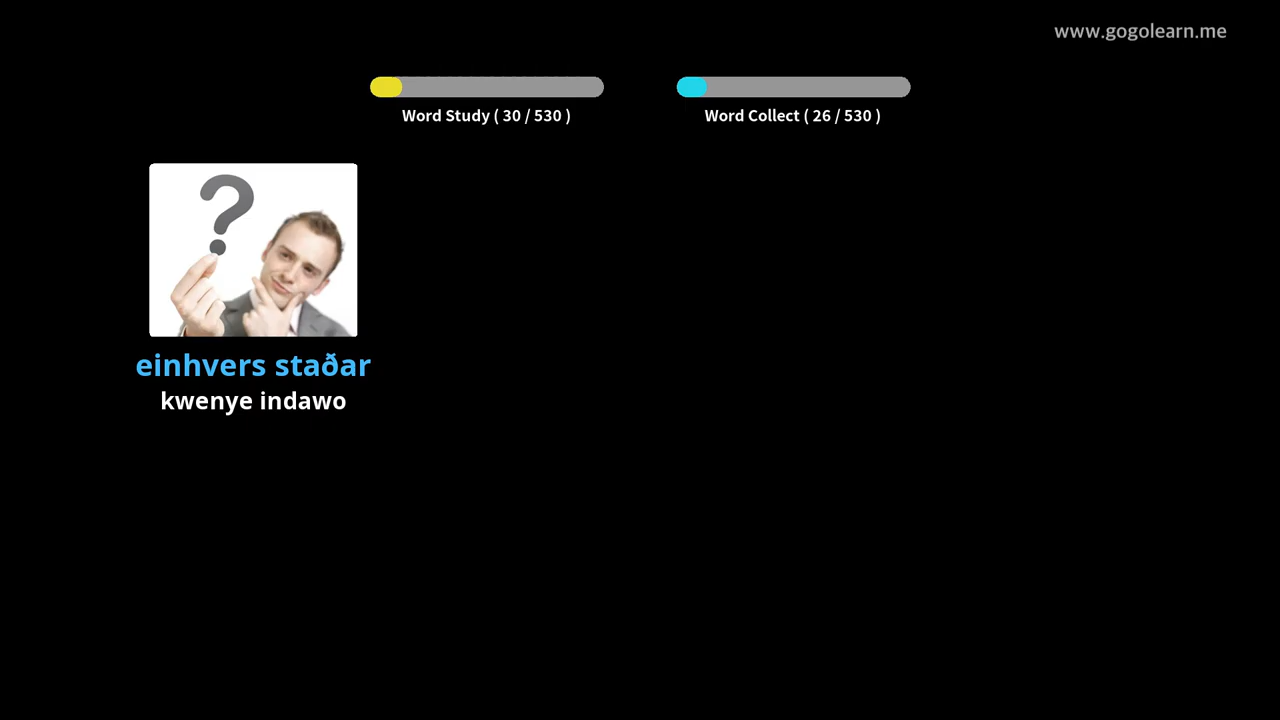 www.gogolearn.me
Word Study ( 30 / 530 )
Word Collect ( 26 / 530 )
?
einhvers staðar
kwenye indawo